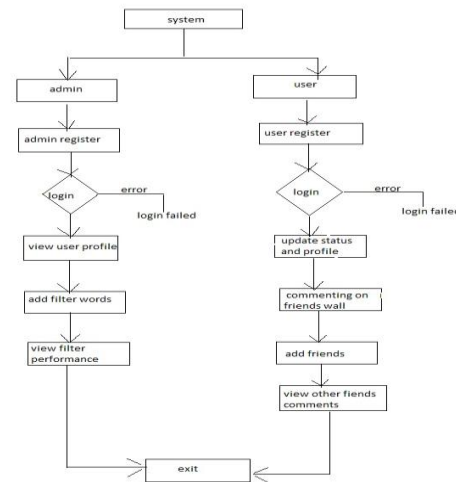 system
admin
user
admin register
user register
login
error
login failed
login
error
login failed
view user profile
update status
and profile
add filter words
commenting on
friends wall
view filter
performance
add friends
view other fiends
comments
exit